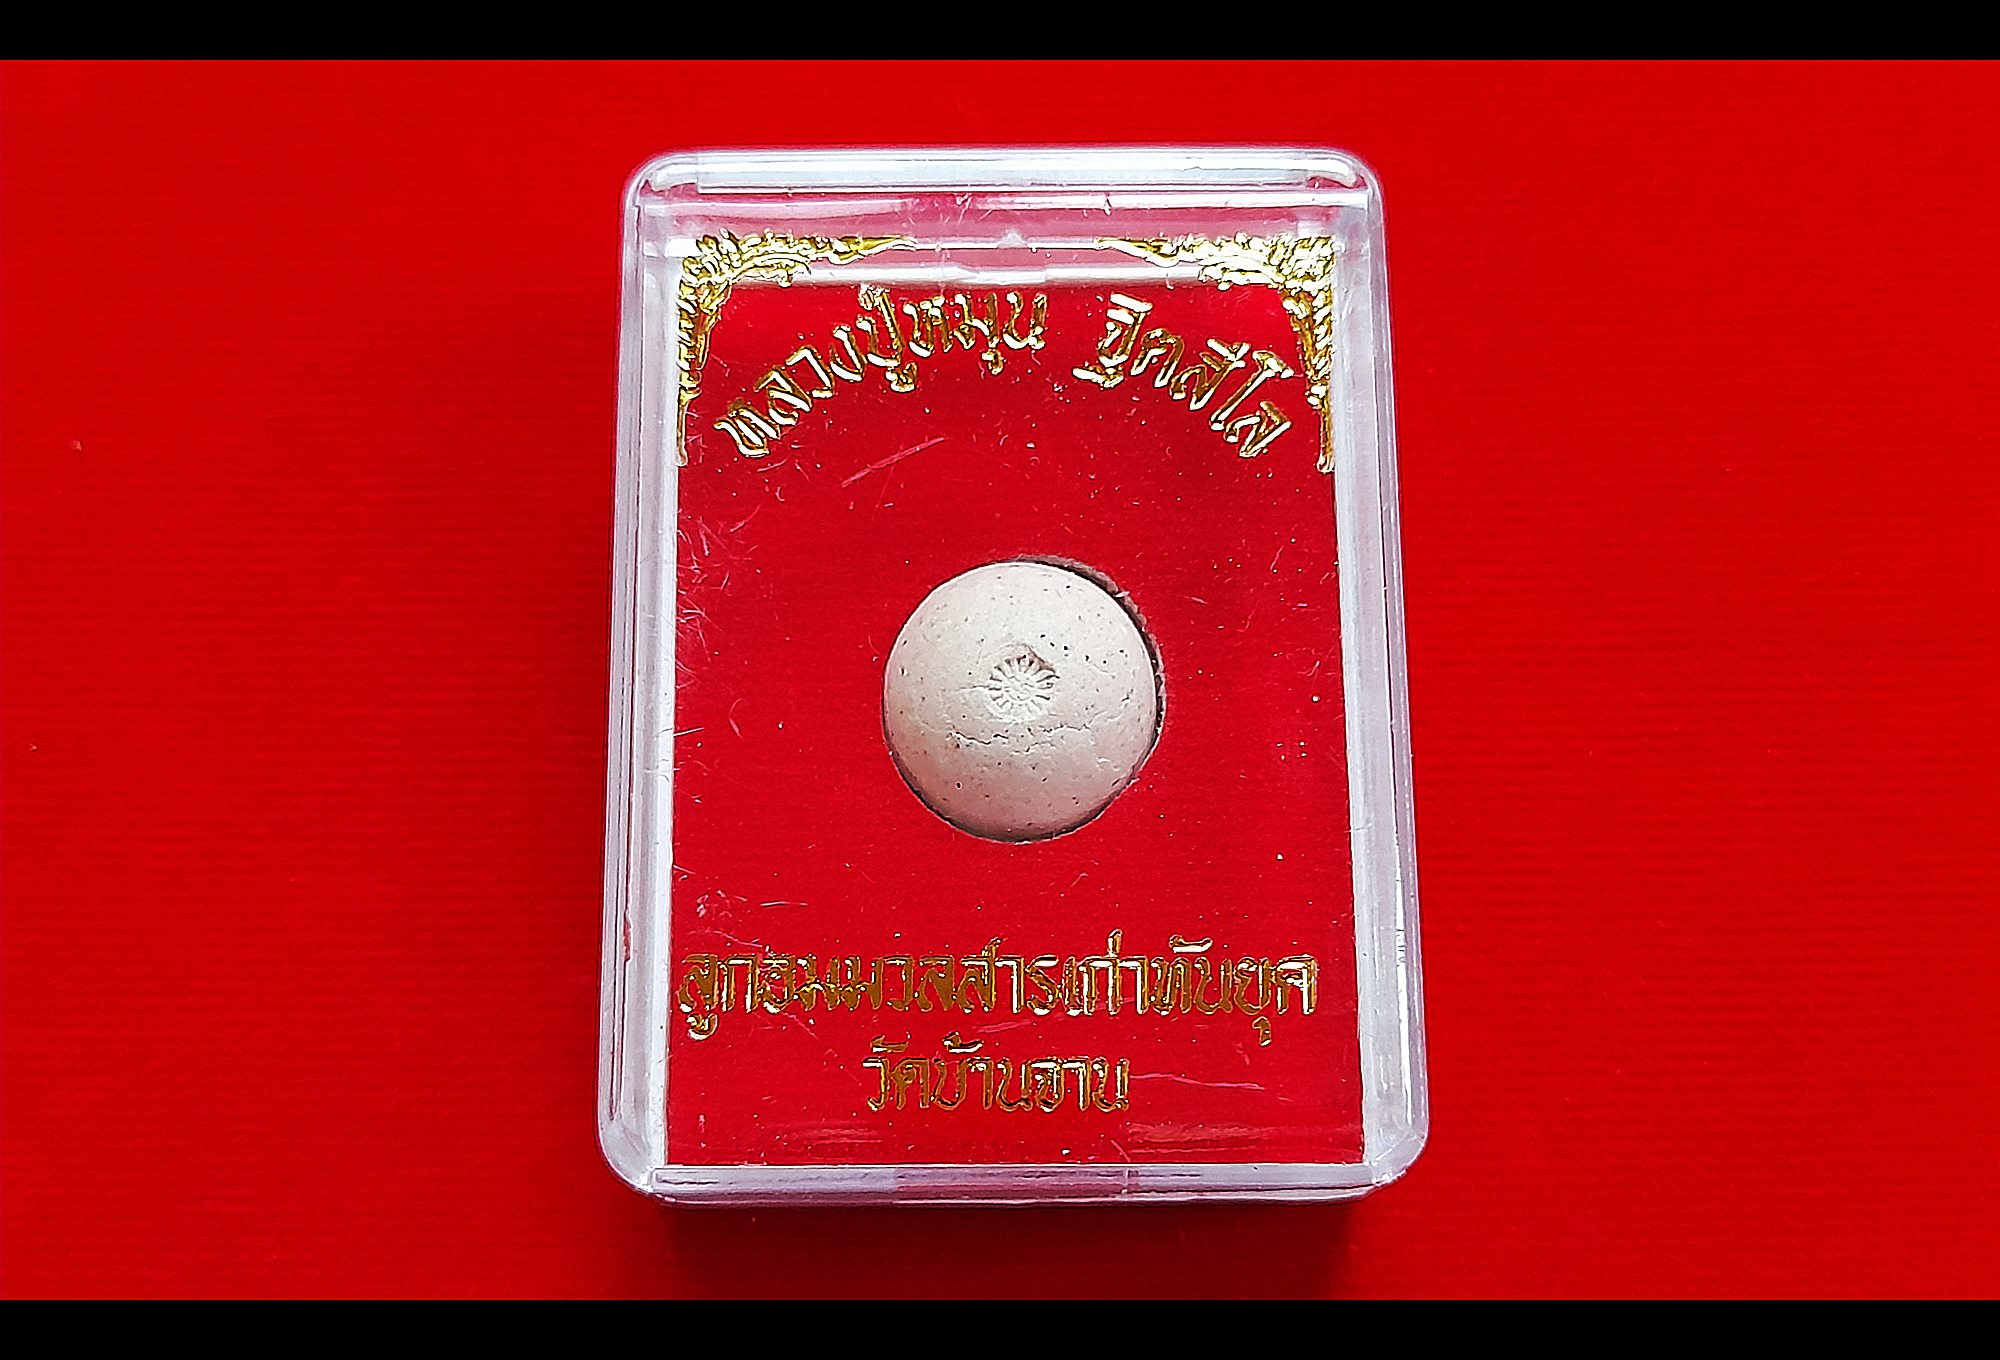 หลวงปู่หมุน ฐิตสีโล
ลูกอมมวลสารเก่าทันยุค
วัดบ้านจาน